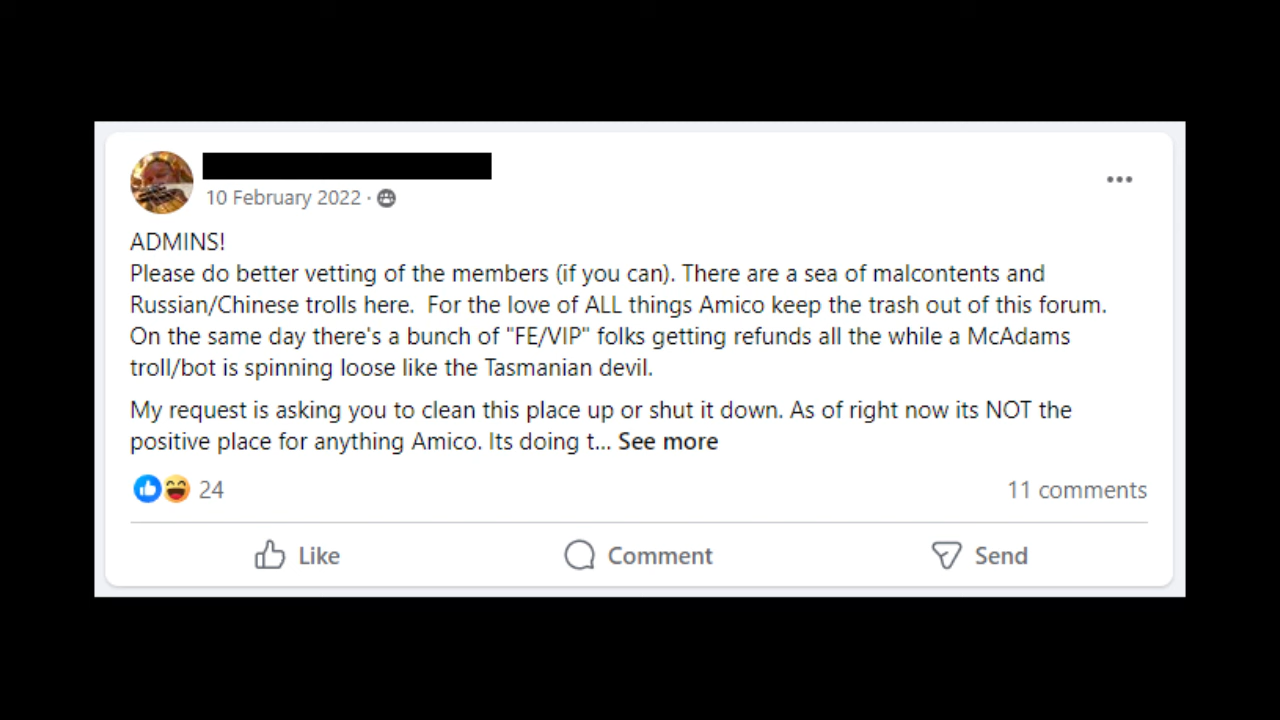 10 February 2022 ·
ADMINS!
Please do better vetting of the members (if you can). There are a sea of malcontents and
Russian/Chinese trolls here.  For the love of ALL things Amico keep the trash out of this forum.
On the same day there's a bunch of "FE/VIP" folks getting refunds all the while a McAdams
troll/bot is spinning loose like the Tasmanian devil.
My request is asking you to clean this place up or shut it down. As of right now its NOT the
positive place for anything Amico. Its doing t... See more
24
11 comments
Like
Comment
Send